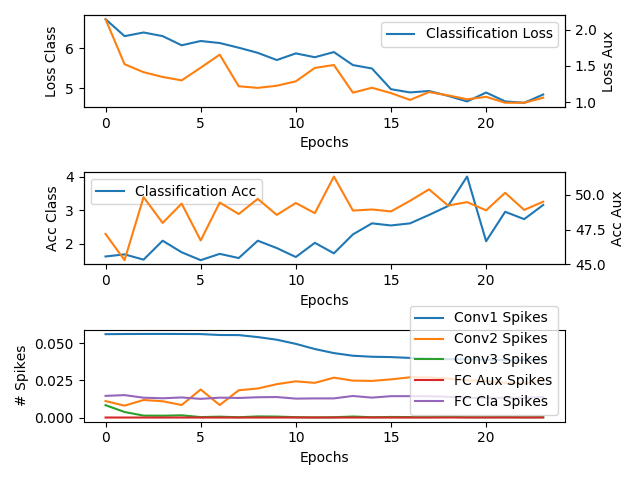 Classification Loss
Loss Class
Loss Aux
6
5
2.0
1.5
1.0
0 5 10 15 20
Epochs
Classification Acc
Acc Class
Acc Aux
4
3
2
50.0
47.5
45.0
0 5 10 15 20
Epochs
Conv1 Spikes
Conv2 Spikes
Conv3 Spikes
FC Aux Spikes
FC Cla Spikes
# Spikes
0.050
0.025
0.000
0 5 10 15 20
Epochs